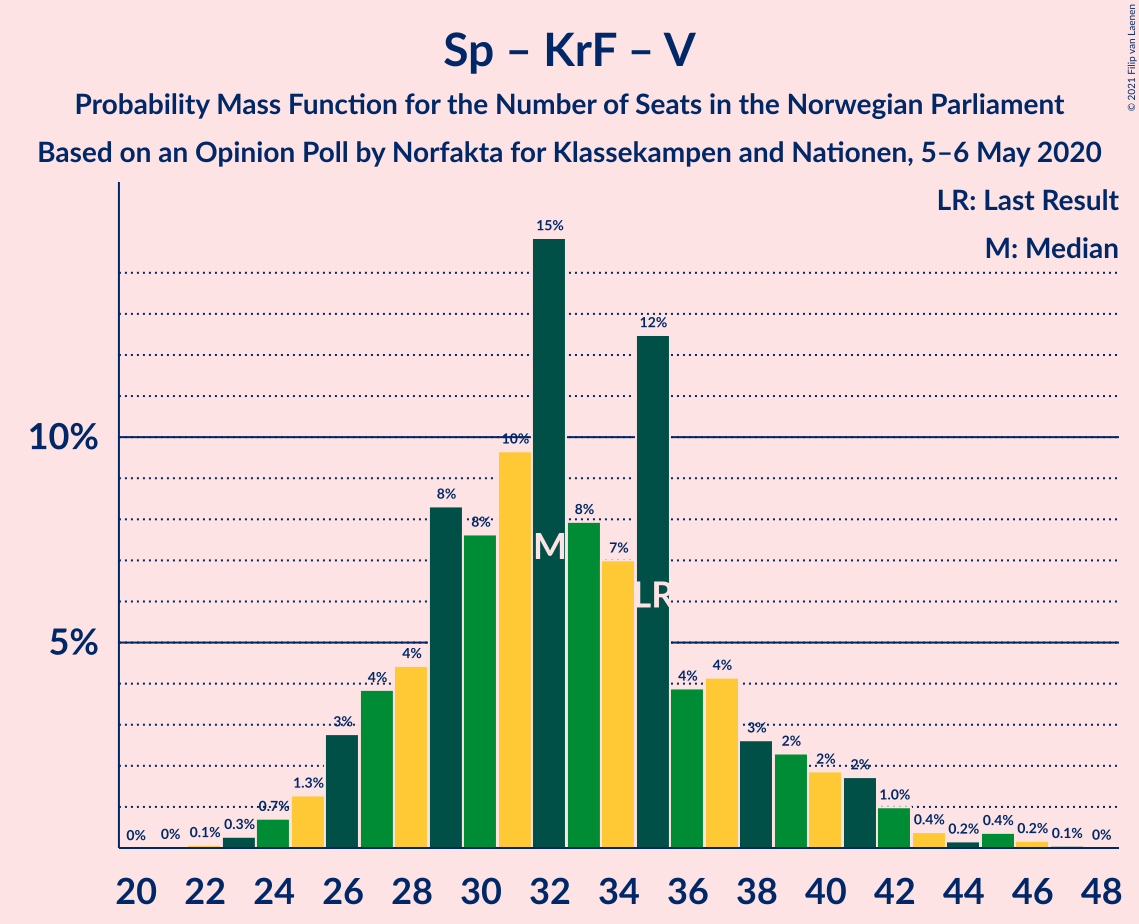 © 2021 Filip van Laenen
Sp – KrF – V
Probability Mass Function for the Number of Seats in the Norwegian Parliament
Based on an Opinion Poll by Norfakta for Klassekampen and Nationen, 5–6 May 2020
LR: Last Result
M: Median
10%
5%
0% 0% 0.1% 0.3% 0.7% 1.3% 3% 4% 4% 8% 8% 10% 15% 8% 7% 12% 4% 4% 3% 2% 2% 2% 1.0% 0.4% 0.2% 0.4% 0.2% 0.1% 0%
M
LR
20 22 24 26 28 30 32 34 36 38 40 42 44 46 48